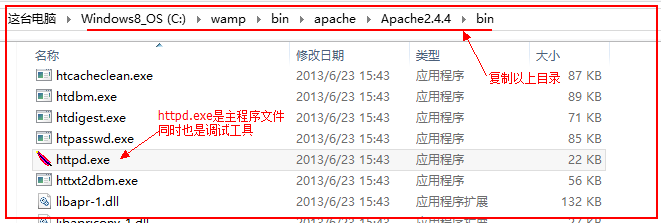 这台电脑 › Windows8_OS (C:) › wamp › bin › apache › Apache2.4.4 › bin
名称 修改日期 类型 大小
复制以上目录
htcacheclean.exe 2013/6/23 15:43 应用程序 87 KB
htdbm.exe 2013/6/23 15:43 应用程序 89 KB
htdigest.exe 2013/6/23 15:43 应用程序 71 KB
httpd.exe是主程序文件
同时也是调试工具
htpasswd.exe 2013/6/23 15:43 应用程序 85 KB
httpd.exe 2013/6/23 15:43 应用程序 22 KB
httxt2dbm.exe 2013/6/23 15:43 应用程序 56 KB
libapr-1.dll 2013/6/23 15:43 应用程序扩展 132 KB